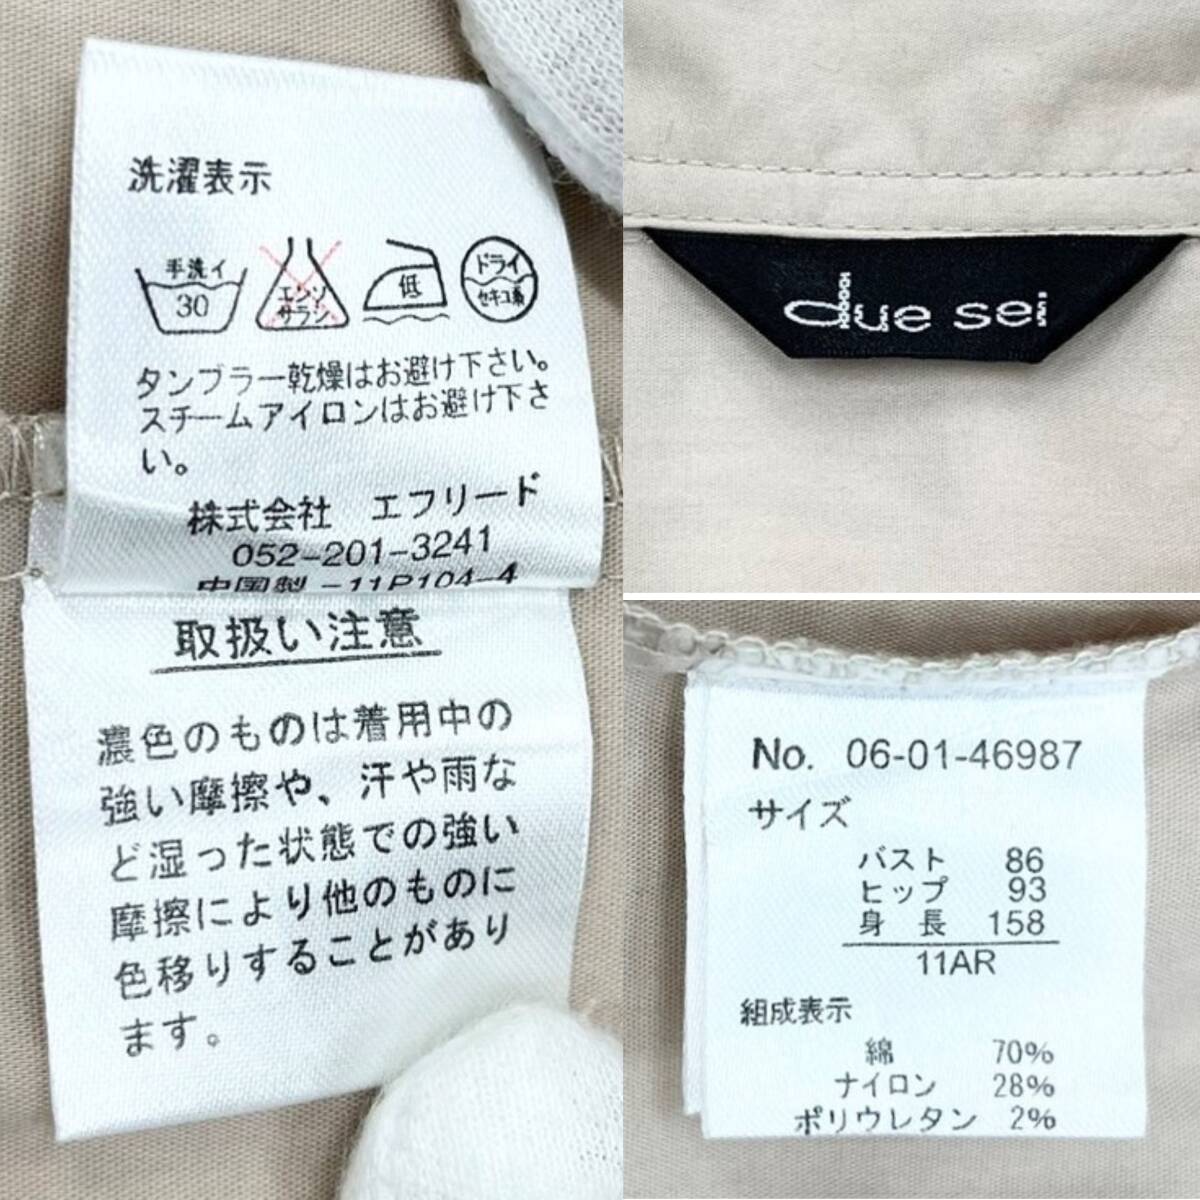 洗濯表示
手洗イ
30
エンソ
サラシ
低
ドライ
セキユ系
タンブラー乾燥はお避け下さい。
スチームアイロンはお避け下さ
い。
株式会社 エフリード
052-201-3241
中国製 -11P104-4
取扱い注意
濃色のものは着用中の
強い摩擦や、汗や雨な
ど湿った状態での強い
摩擦により他のものに
色移りすることがあり
ます。
due sei
No. 06-01-46987
サイズ
バスト 86
ヒップ 93
身長 158
11AR
組成表示
綿 70%
ナイロン 28%
ポリウレタン 2%